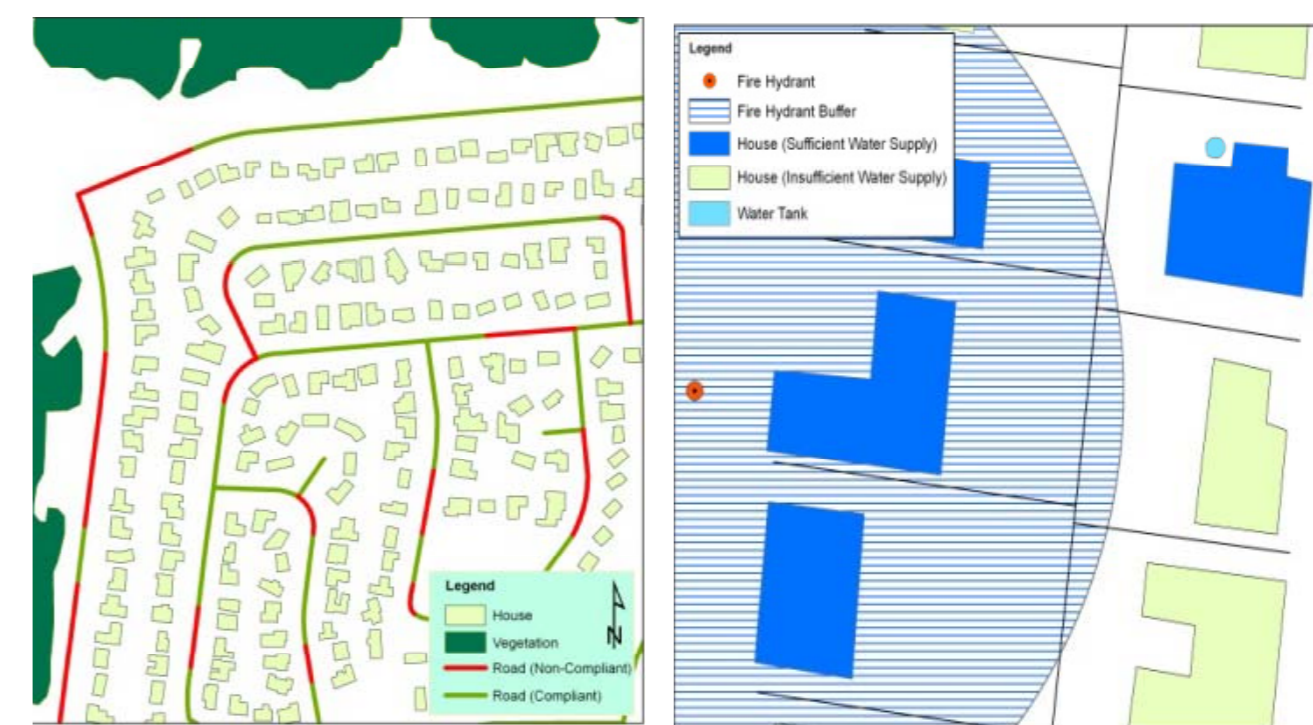 Legend
House
Vegetation
Road (Non-Compliant)
Road (Compliant)
N
Legend
Fire Hydrant
Fire Hydrant Buffer
House (Sufficient Water Supply)
House (Insufficient Water Supply)
Water Tank